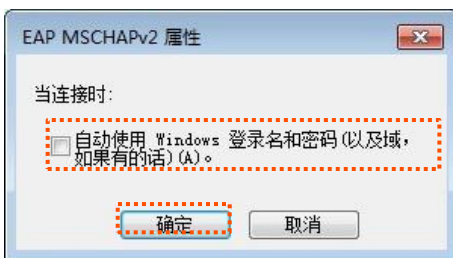 EAP MSCHAPv2 属性
当连接时:
自动使用 Windows 登录名和密码(以及域，
如果有的话)(A)。
确定
取消